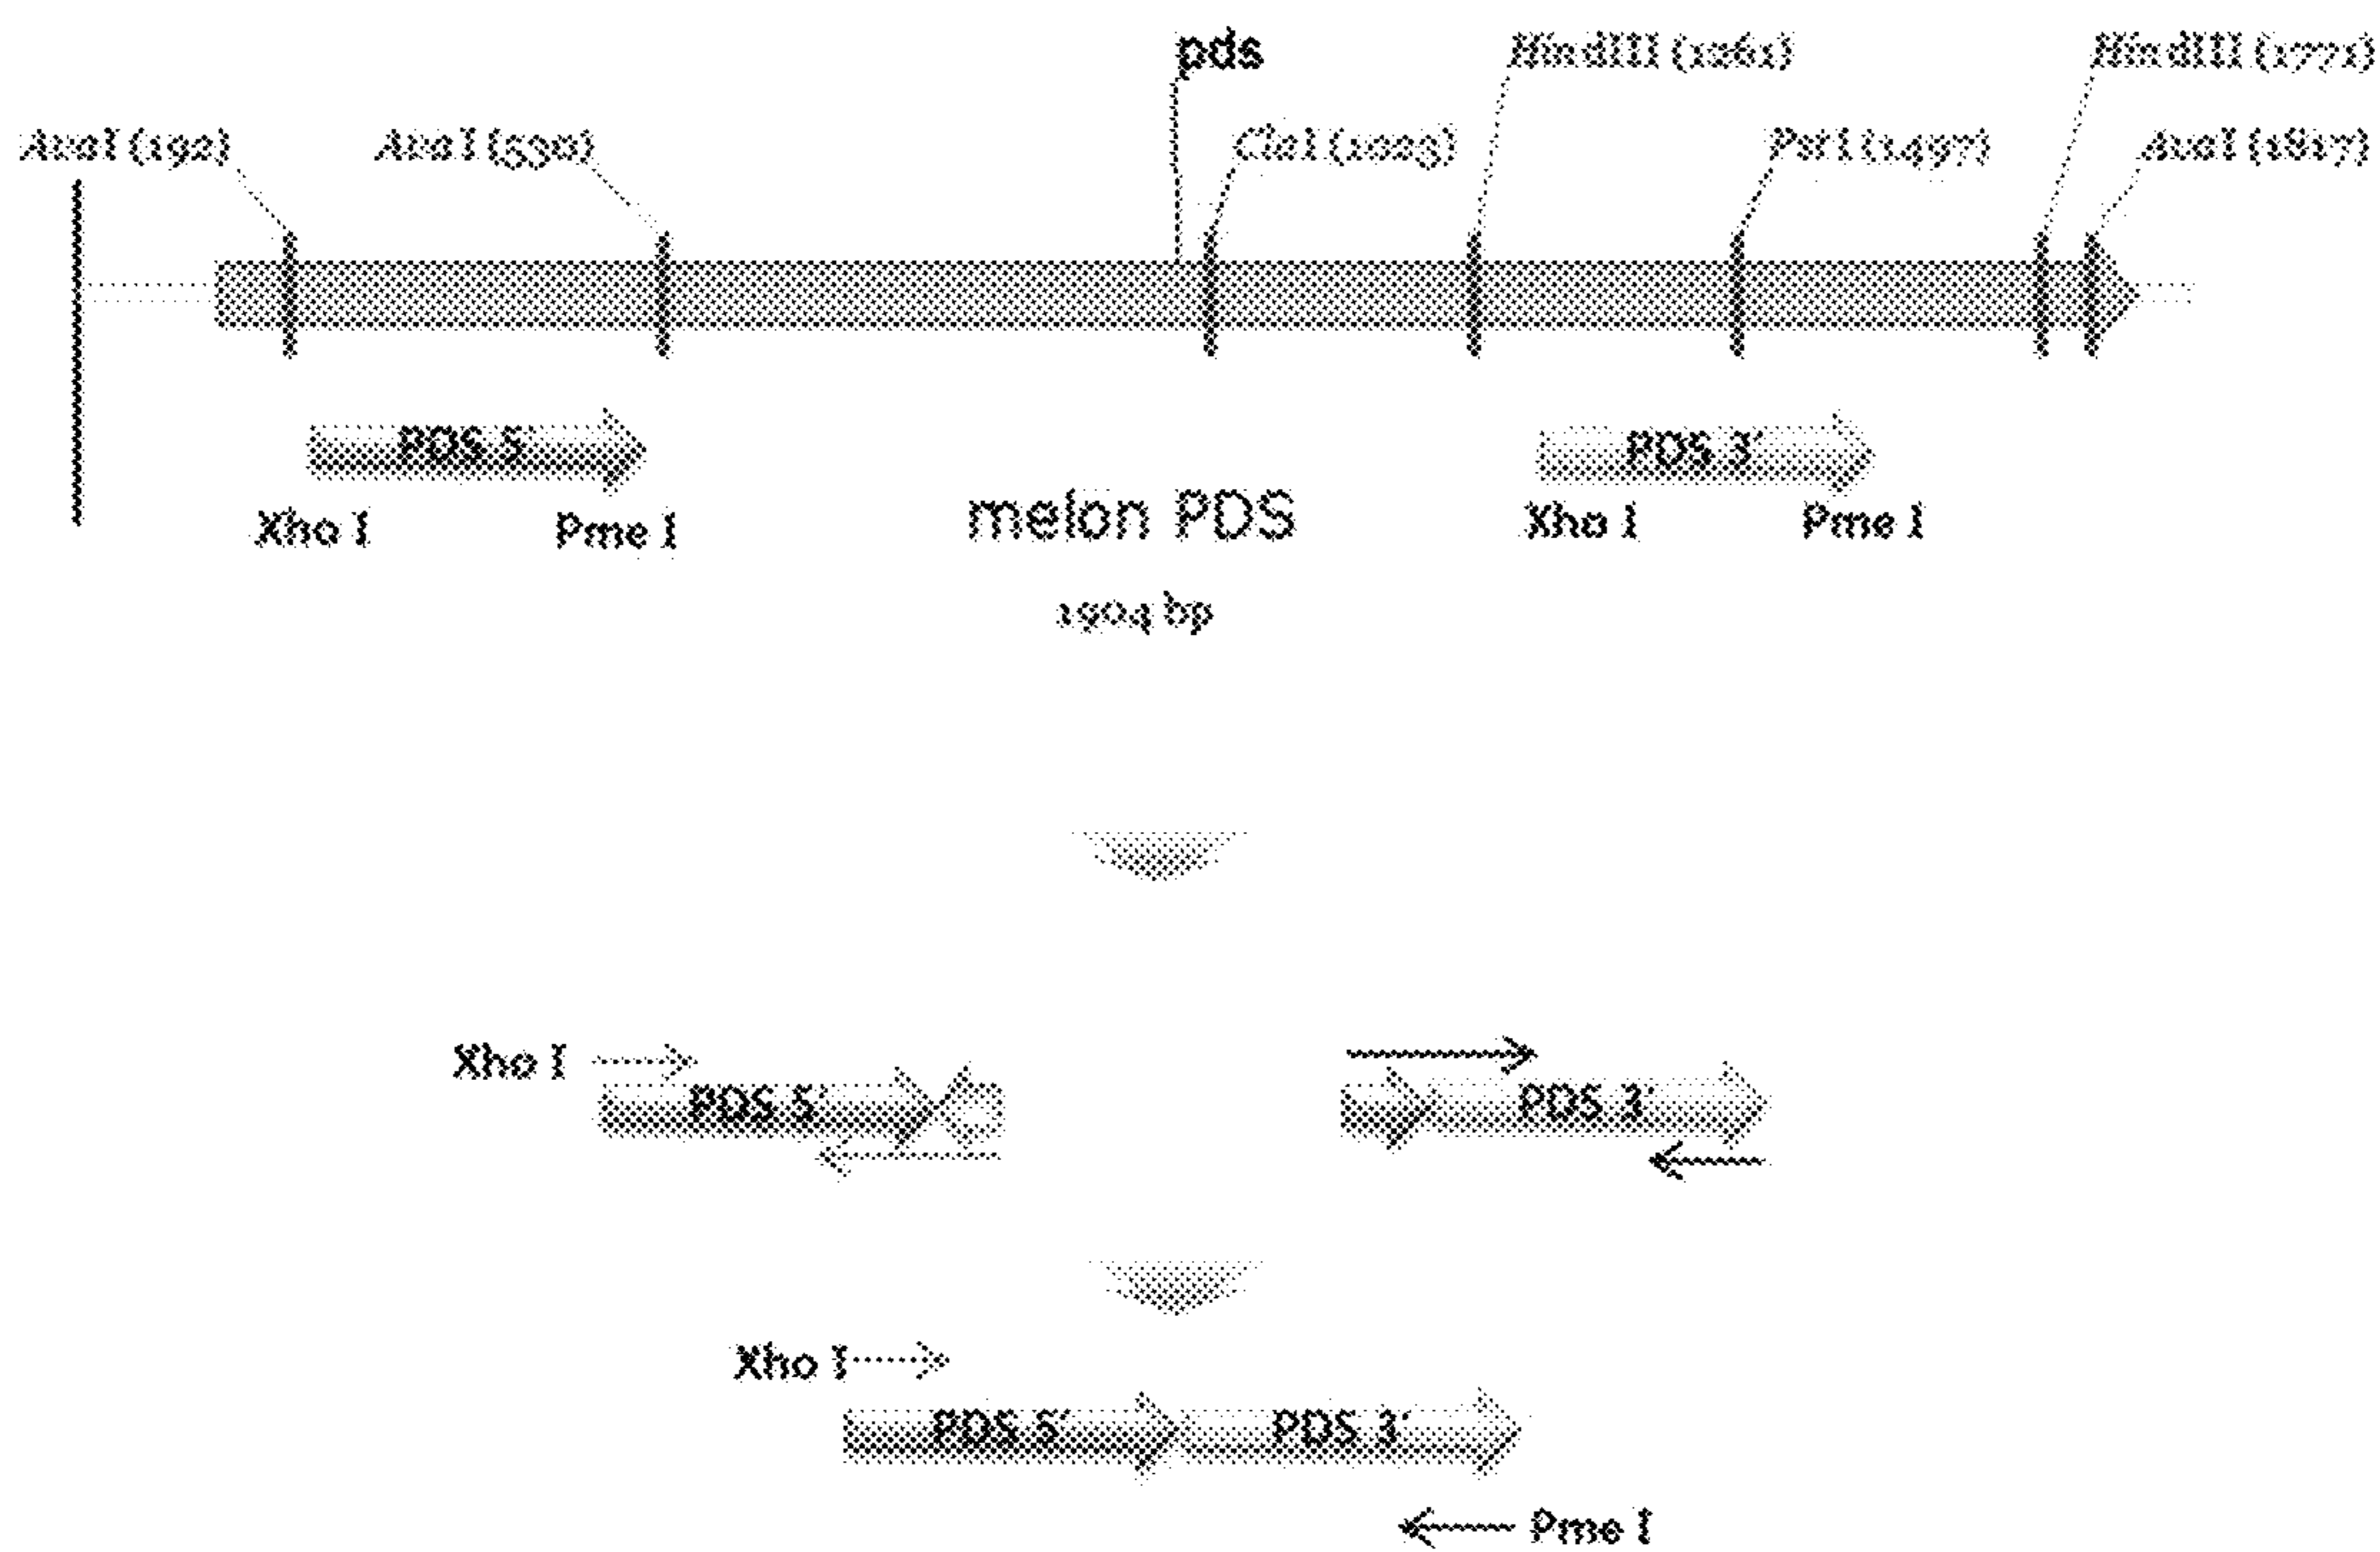 pds
HindIII (1261)
HindIII (1771)
AvaI (192)
AvaI (530)
ClaI (1023)
PstI (1497)
AvaI (1817)
PDS 5'
PDS 3'
Xho I
Pme I
melon PDS
Xho I
Pme I
1904 bp
Xho I
PDS 5'
PDS 3'
Xho I
PDS 5'
PDS 3'
Pme I